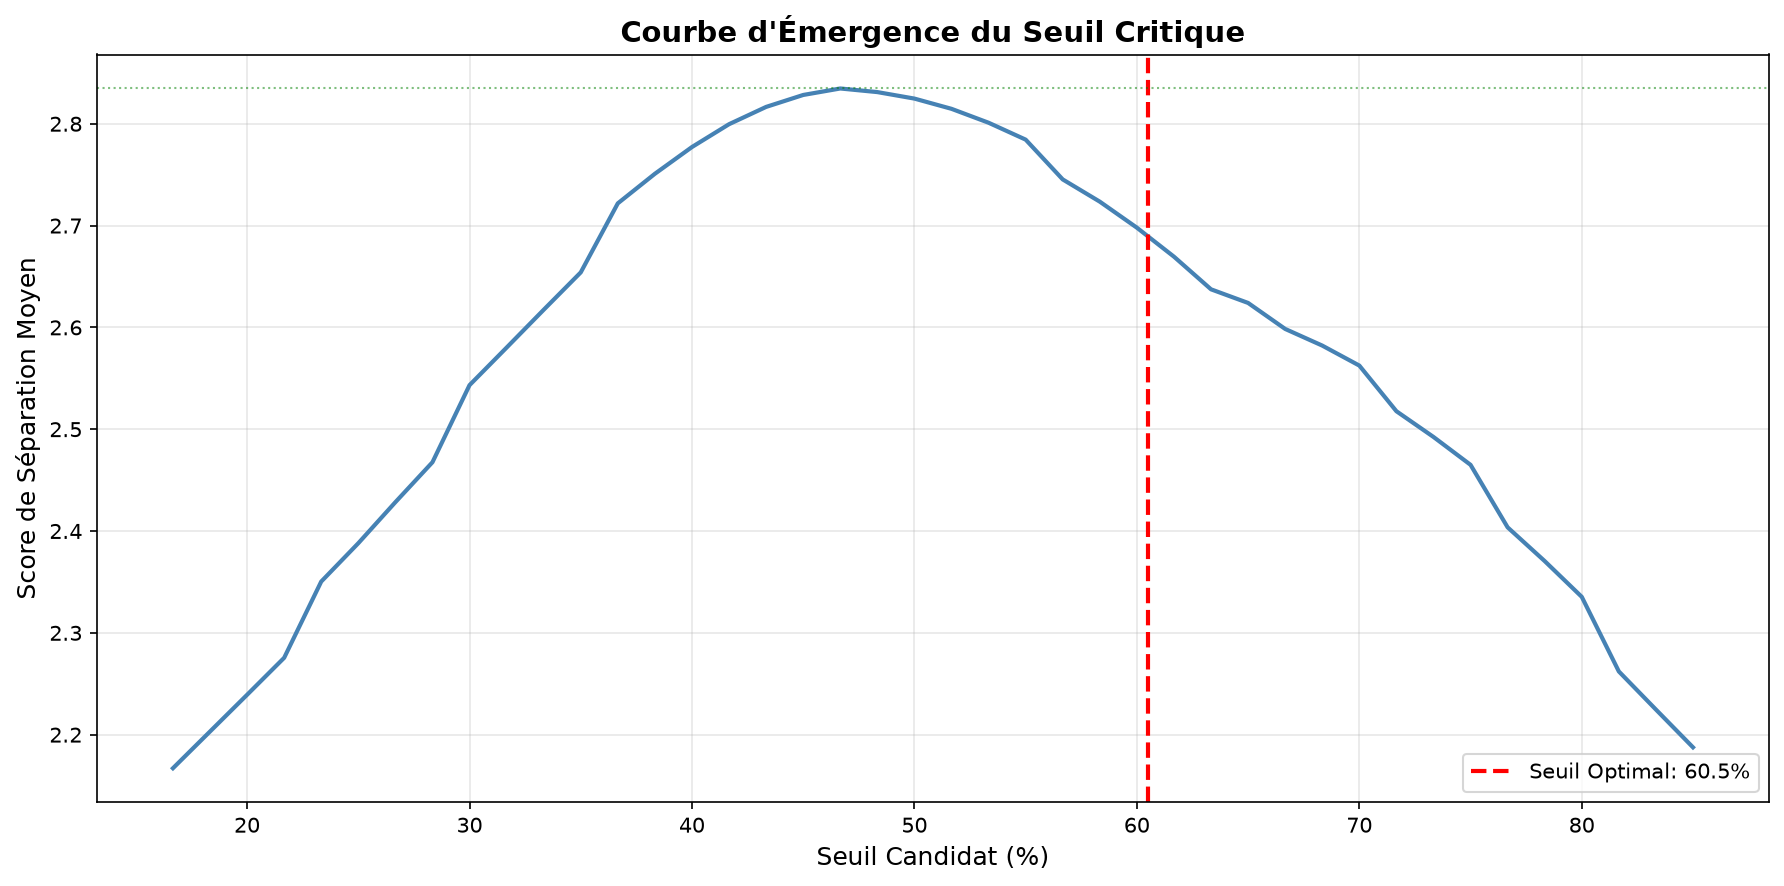 Courbe d'Émergence du Seuil Critique
Score de Séparation Moyen
2.8
2.7
2.6
2.5
2.4
2.3
2.2
Seuil Optimal: 60.5%
20 30 40 50 60 70 80
Seuil Candidat (%)